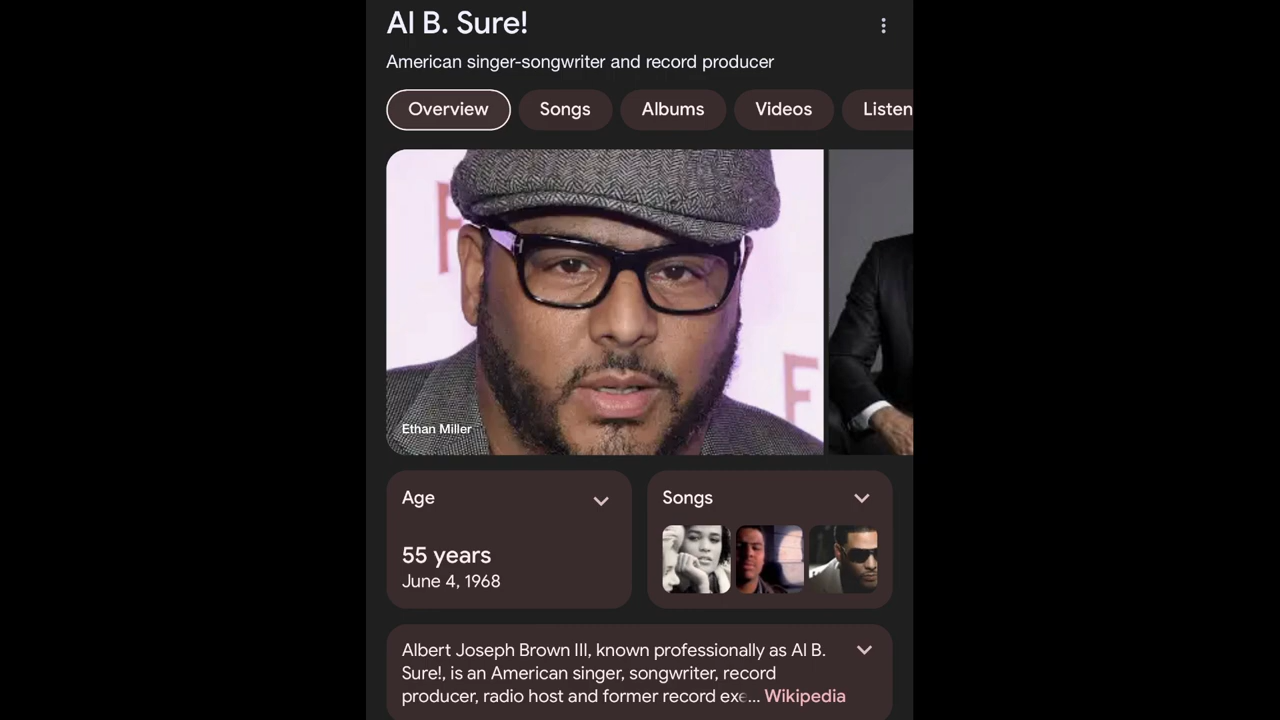 Al B. Sure!
American singer-songwriter and record producer
Overview
Songs
Albums
Videos
Listen
F
F
Ethan Miller
Age
Songs
55 years
June 4, 1968
Albert Joseph Brown III, known professionally as Al B.
Sure!, is an American singer, songwriter, record
producer, radio host and former record exe... Wikipedia